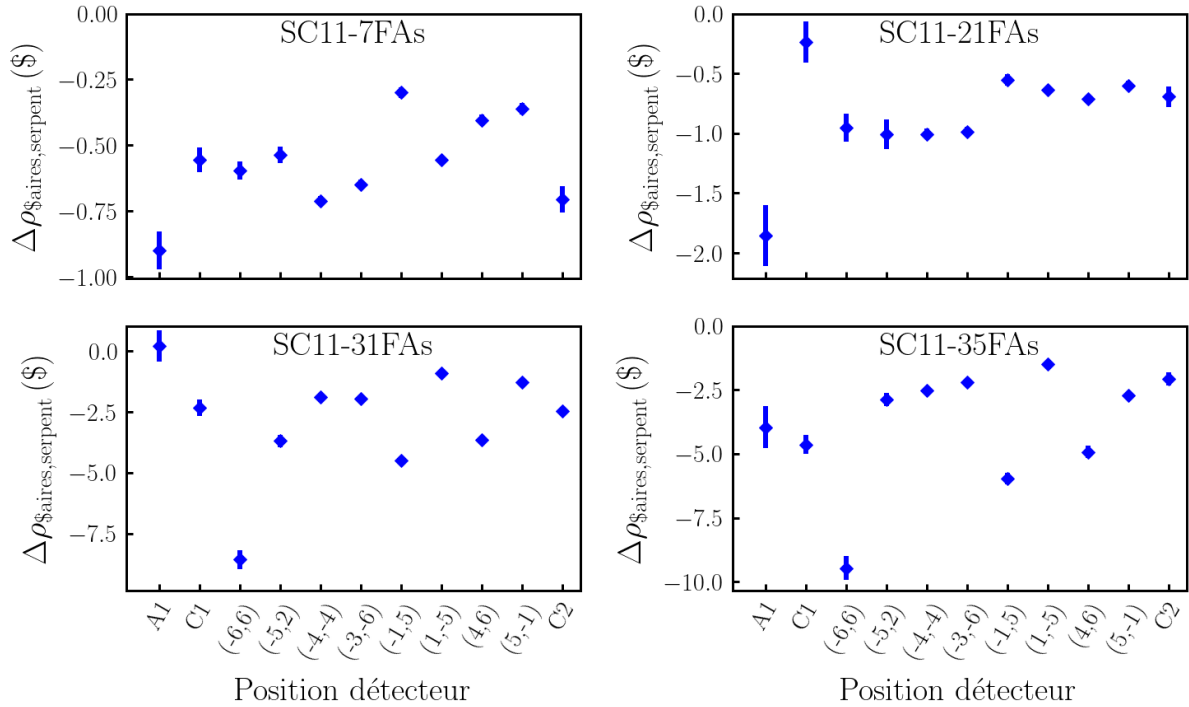 SC11-7FAs
0.00
−0.25
−0.50
−0.75
−1.00
Δρ$aires,serpent ($)
SC11-21FAs
0.0
−0.5
−1.0
−1.5
−2.0
Δρ$aires,serpent ($)
SC11-31FAs
0.0
−2.5
−5.0
−7.5
Δρ$aires,serpent ($)
A1 C1 (-6,6) (-5,2) (-4,-4) (-3,-6) (-1,5) (1,-5) (4,6) (5,-1) C2
Position détecteur
SC11-35FAs
0.0
−2.5
−5.0
−7.5
−10.0
Δρ$aires,serpent ($)
A1 C1 (-6,6) (-5,2) (-4,-4) (-3,-6) (-1,5) (1,-5) (4,6) (5,-1) C2
Position détecteur